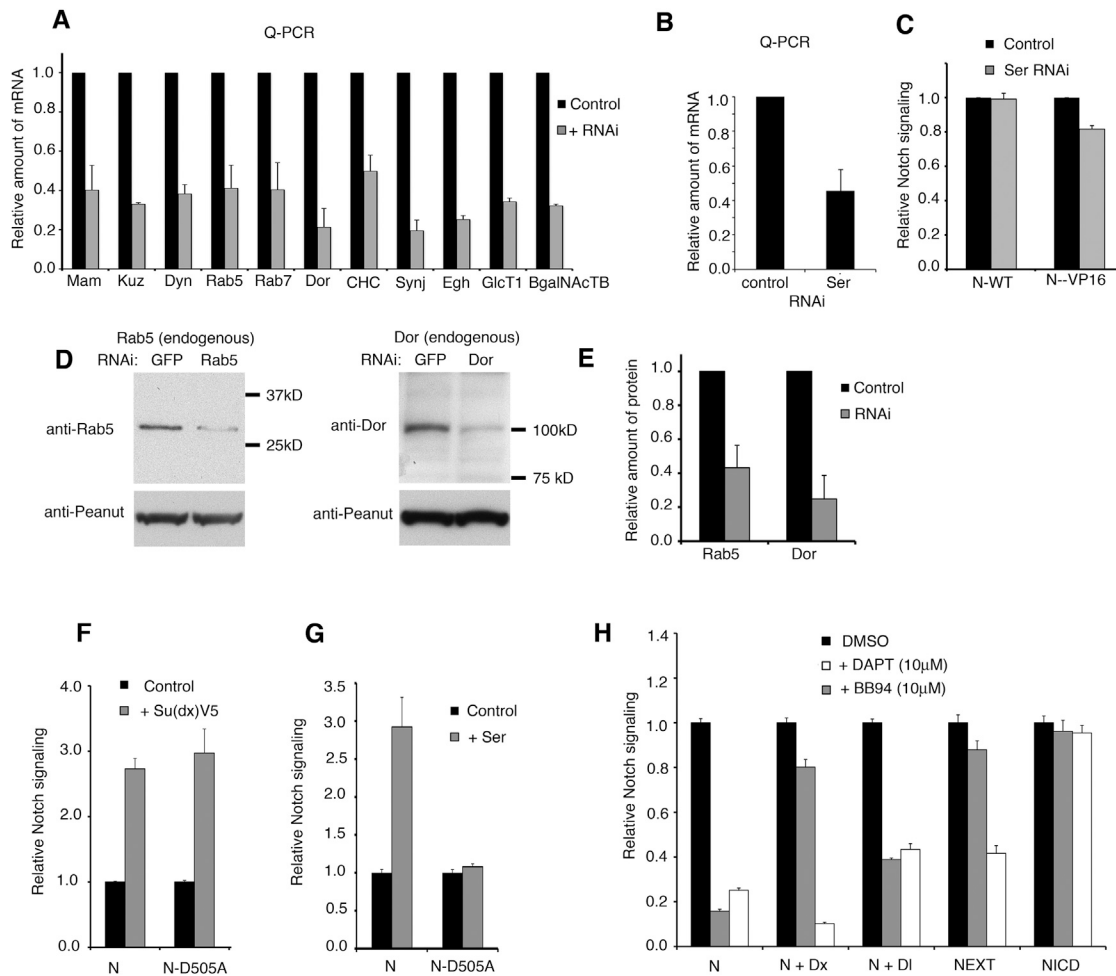 A
Q-PCR
Relative amount of mRNA
1.0
0.8
0.6
0.4
0.2
0.0
Control
+ RNAi
Mam Kuz Dyn Rab5 Rab7 Dor CHC Synj Egh GlcT1 BgalNAcTB
B
Q-PCR
Relative amount of mRNA
1.0
0.8
0.6
0.4
0.2
0
control Ser
RNAi
C
Control
Ser RNAi
Relative Notch signaling
1.0
0.8
0.6
0.4
0.2
0.0
N-WT N--VP16
D
Rab5 (endogenous)
RNAi: GFP Rab5
37kD
anti-Rab5
25kD
anti-Peanut
Dor (endogenous)
RNAi: GFP Dor
anti-Dor
100kD
75 kD
anti-Peanut
E
Relative amount of protein
1.0
0.8
0.6
0.4
0.2
0.0
Control
RNAi
Rab5 Dor
F
Control
+ Su(dx)V5
Relative Notch signaling
4.0
3.0
2.0
1.0
0.0
N N-D505A
G
Relative Notch signaling
3.5
3.0
2.5
2.0
1.5
1.0
0.5
0.0
Control
+ Ser
N N-D505A
H
DMSO
+ DAPT (10μM)
+ BB94 (10μM)
Relative Notch signaling
1.4
1.2
1.0
0.8
0.6
0.4
0.2
0.0
N N + Dx N + Dl NEXT NICD